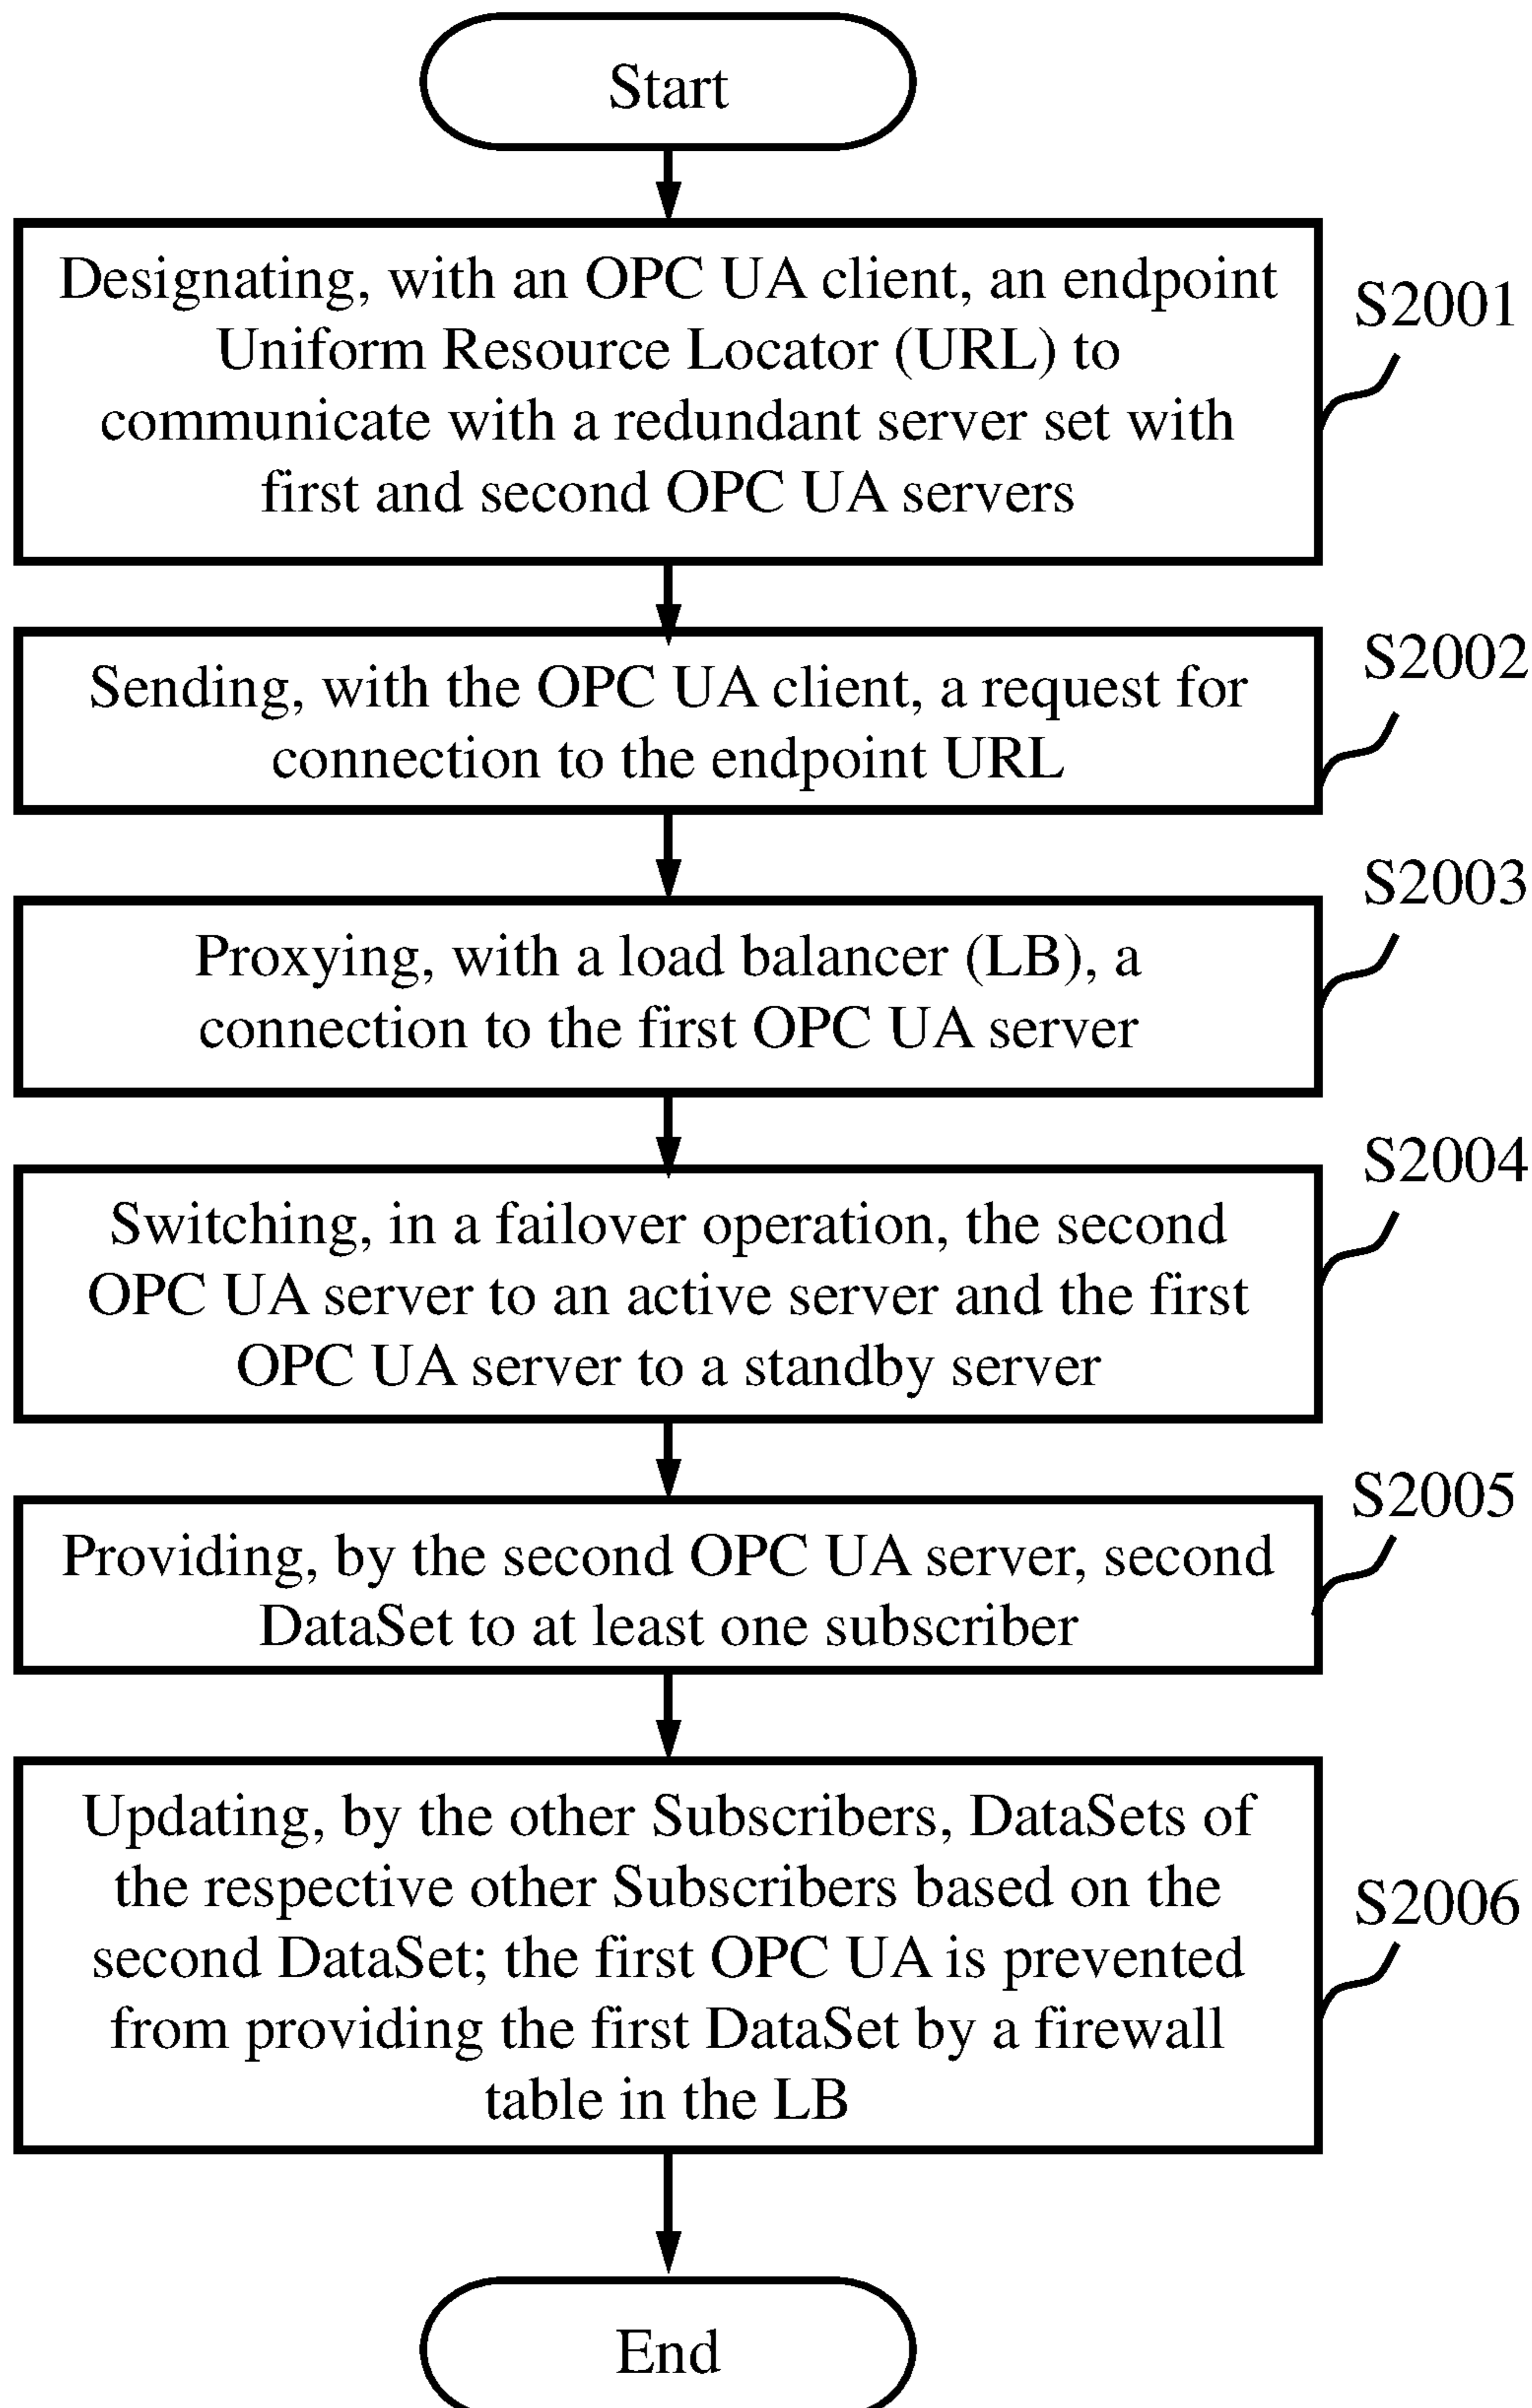 Start
Designating, with an OPC UA client, an endpoint
Uniform Resource Locator (URL) to
communicate with a redundant server set with
first and second OPC UA servers
S2001
Sending, with the OPC UA client, a request for
connection to the endpoint URL
S2002
Proxying, with a load balancer (LB), a
connection to the first OPC UA server
S2003
Switching, in a failover operation, the second
OPC UA server to an active server and the first
OPC UA server to a standby server
S2004
Providing, by the second OPC UA server, second
DataSet to at least one subscriber
S2005
Updating, by the other Subscribers, DataSets of
the respective other Subscribers based on the
second DataSet; the first OPC UA is prevented
from providing the first DataSet by a firewall
table in the LB
S2006
End